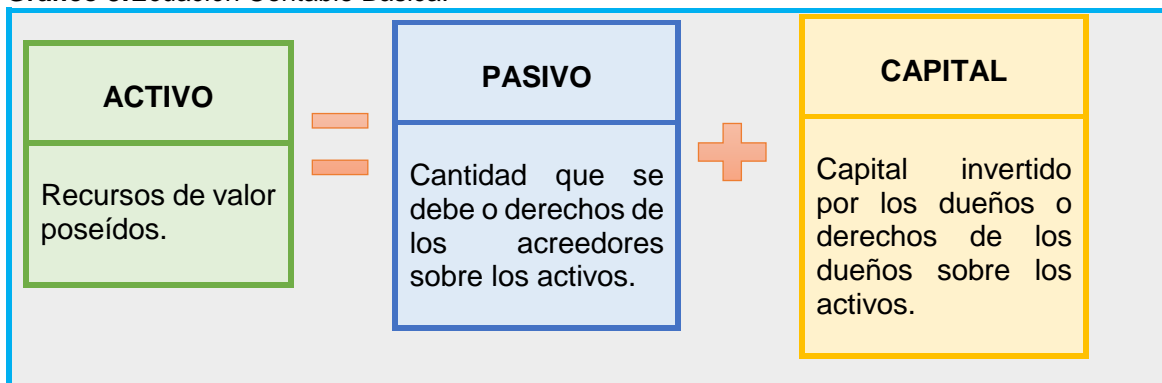 ACTIVO
Recursos de valor
poseídos.
PASIVO
Cantidad que se
debe o derechos de
los acreedores
sobre los activos.
CAPITAL
Capital invertido
por los dueños o
derechos de los
dueños sobre los
activos.